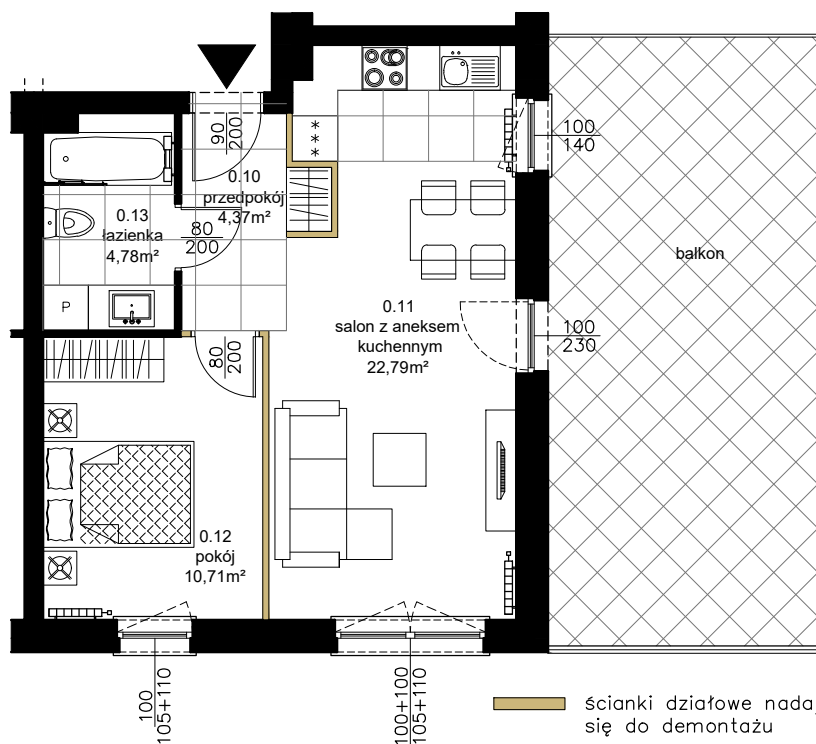 90
200
0.10
przedpokój
4,37m²
0.13
łazienka
4,78m²
80
200
P
80
200
100
140
balkon
0.11
salon z aneksem
kuchennym
22,79m²
100
230
0.12
pokój
10,71m²
100
105+110
100+100
105+110
ścianki działowe nadaj
się do demontażu